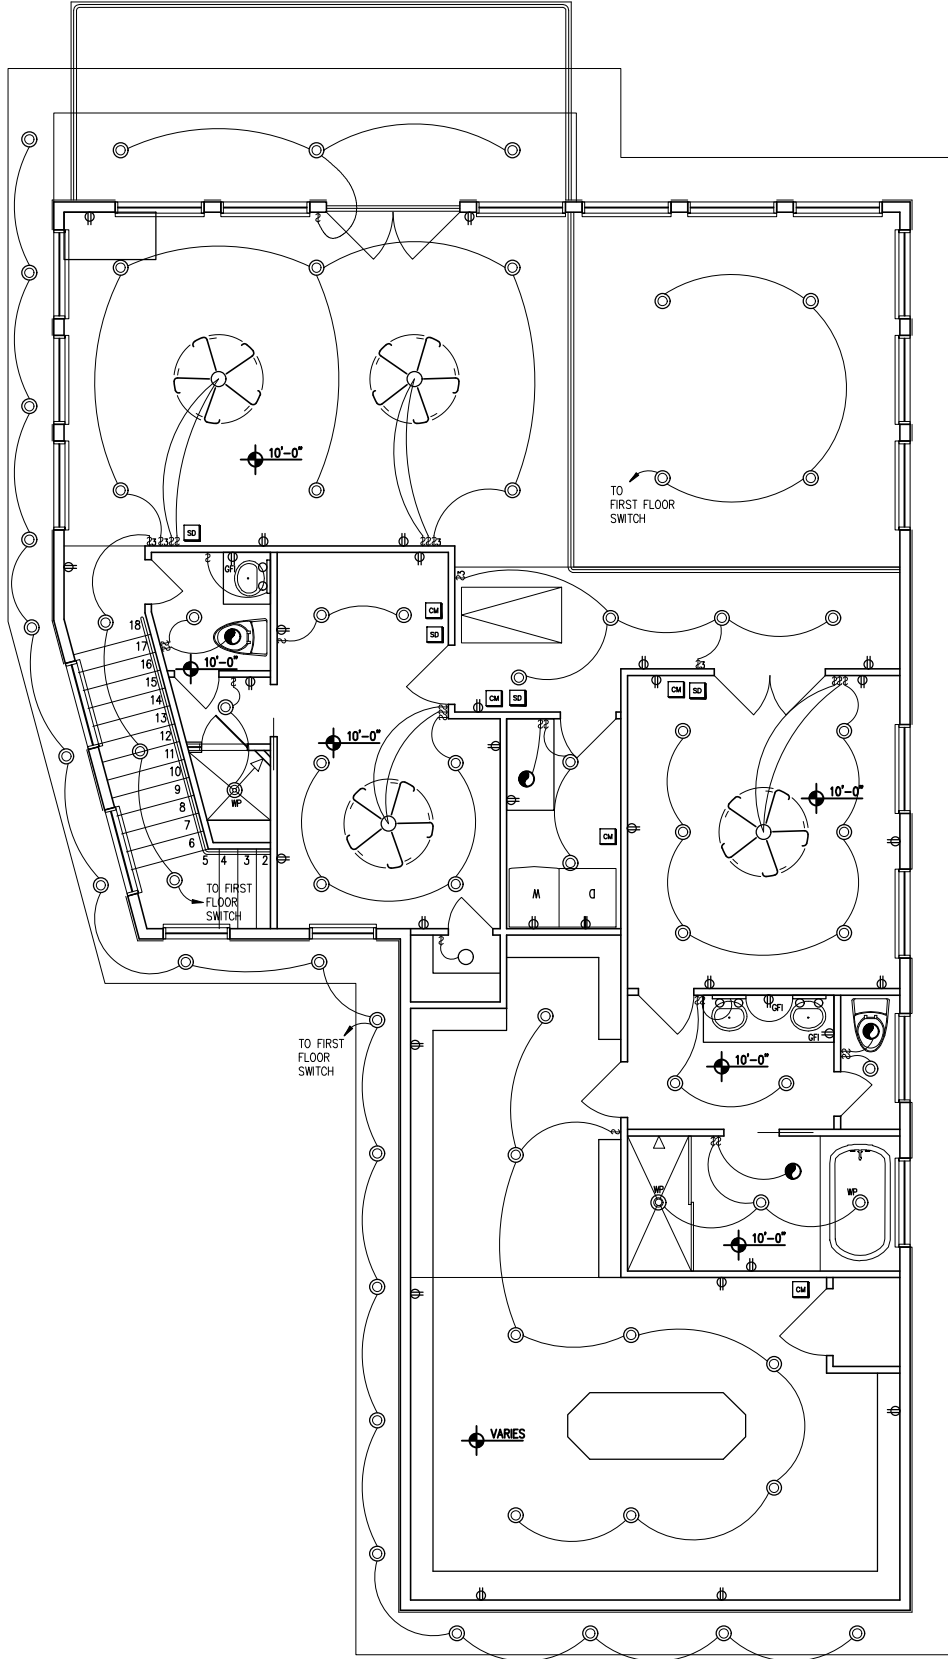 10'-0"
TO
FIRST FLOOR
SWITCH
SD
GFI
CM
SD
18
17
16
15
14
13
12
11
10
9
8
7
6
5 4 3 2
10'-0"
3
CM SD
CM SD
10'-0"
10'-0"
WP
CM
W D
TO FIRST
FLOOR
SWITCH
TO FIRST
FLOOR
SWITCH
GFI
GFI
10'-0"
WP
WP
10'-0"
CM
VARIES